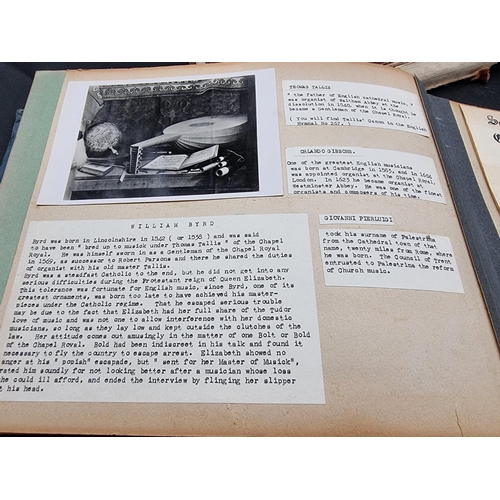 THOMAS TALLIS
" the father of English cathedral music, "
was organist of Waltham Abbey at the
dissolution in 1540, when it at the
became a Gentleman of the Chapel Royal.
( You will find Tallis' Canon in the English
Hymnal No 267. )
ORLANDO GIBBONS.
One of the greatest English musicians
was born at Cambridge in 1583, and in 1604
was appointed organist at the Chapel Royal,
London. In 1623 he became organist at
Westminster Abbey. He was one of the finest
organists and composers of his time.
GIOVANNI PIERLUIGI
took his surname of Palestrina
from the Cathedral town of that
name, twenty miles from Rome, where
he was born. The Council of Trent
entrusted to Palestrina the reform
of Church music.
WILLIAM BYRD
Byrd was born in Lincolnshire in 1542 ( or 1538 ) and was said
to have been " bred up to musick under Thomas Tallis " of the Chapel
Royal. He was himself sworn in as a Gentleman of the Chapel Royal
in 1569, as successor to Robert Parsons and there he shared the duties
of organist with his old master Tallis.
Byrd was a steadfast Catholic to the end, but he did not get into any
serious difficulties during the Protestant reign of Queen Elizabeth.
This tolerance was fortunate for English music, since Byrd, one of its
greatest ornaments, was born too late to have achieved his master-
pieces under the Catholic regime. That he escaped serious trouble
may be due to the fact that Elizabeth had her full share of the Tudor
love of music and was not one to allow interference with her domestic
musicians, so long as they lay low and kept outside the clutches of the
law. Her attitude comes out amusingly in the matter of one Bolt or Bold
of the Chapel Royal. Bold had been indiscreet in his talk and found it
necessary to fly the country to escape arrest. Elizabeth showed no
anger at his " popish" escapade, but " sent for her Master of Musick",
rated him soundly for not looking better after a musician whose loss
she could ill afford, and ended the interview by flinging her slipper
at his head.